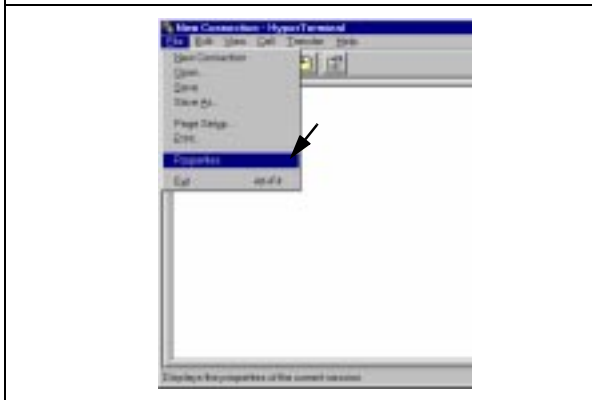 New Connection - HyperTerminal
File Edit View Call Transfer Help
New Connection
Open...
Save
Save As...
Page Setup...
Print...
Properties
Exit Alt+F4
Displays the properties of the current session